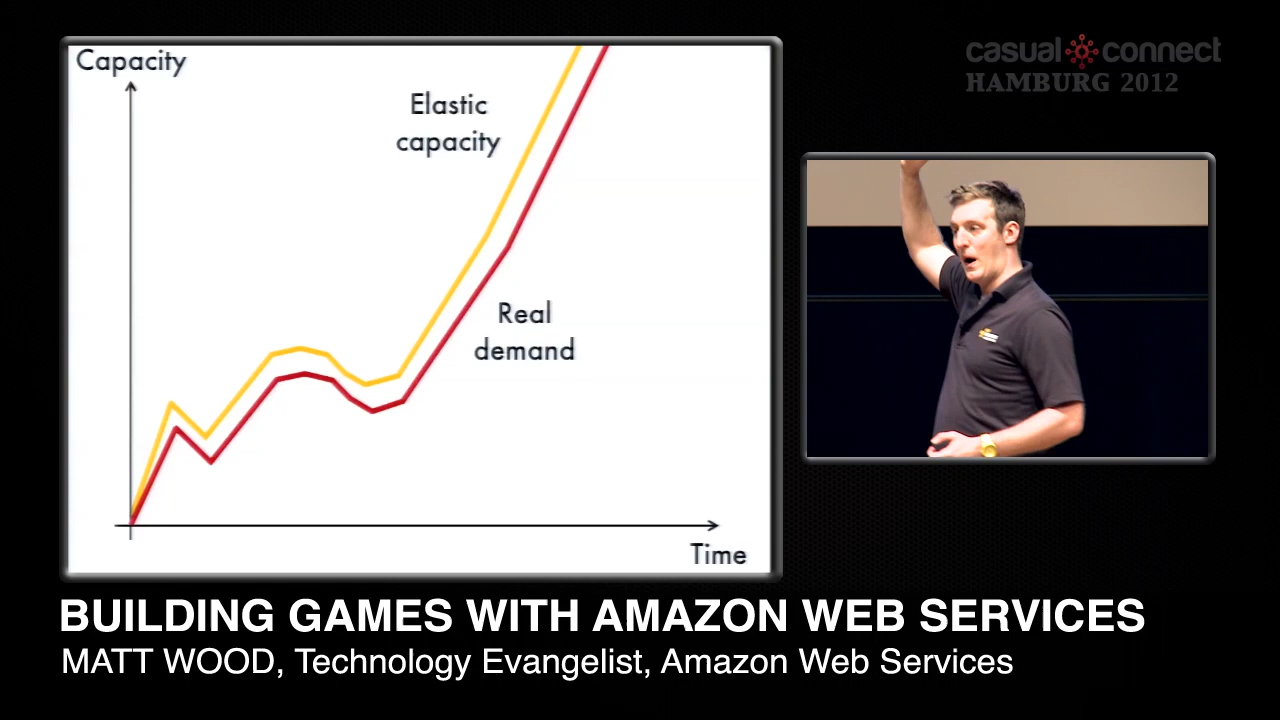 Capacity
Elastic
capacity
Real
demand
Time
casual connect
HAMBURG 2012
BUILDING GAMES WITH AMAZON WEB SERVICES
MATT WOOD, Technology Evangelist, Amazon Web Services